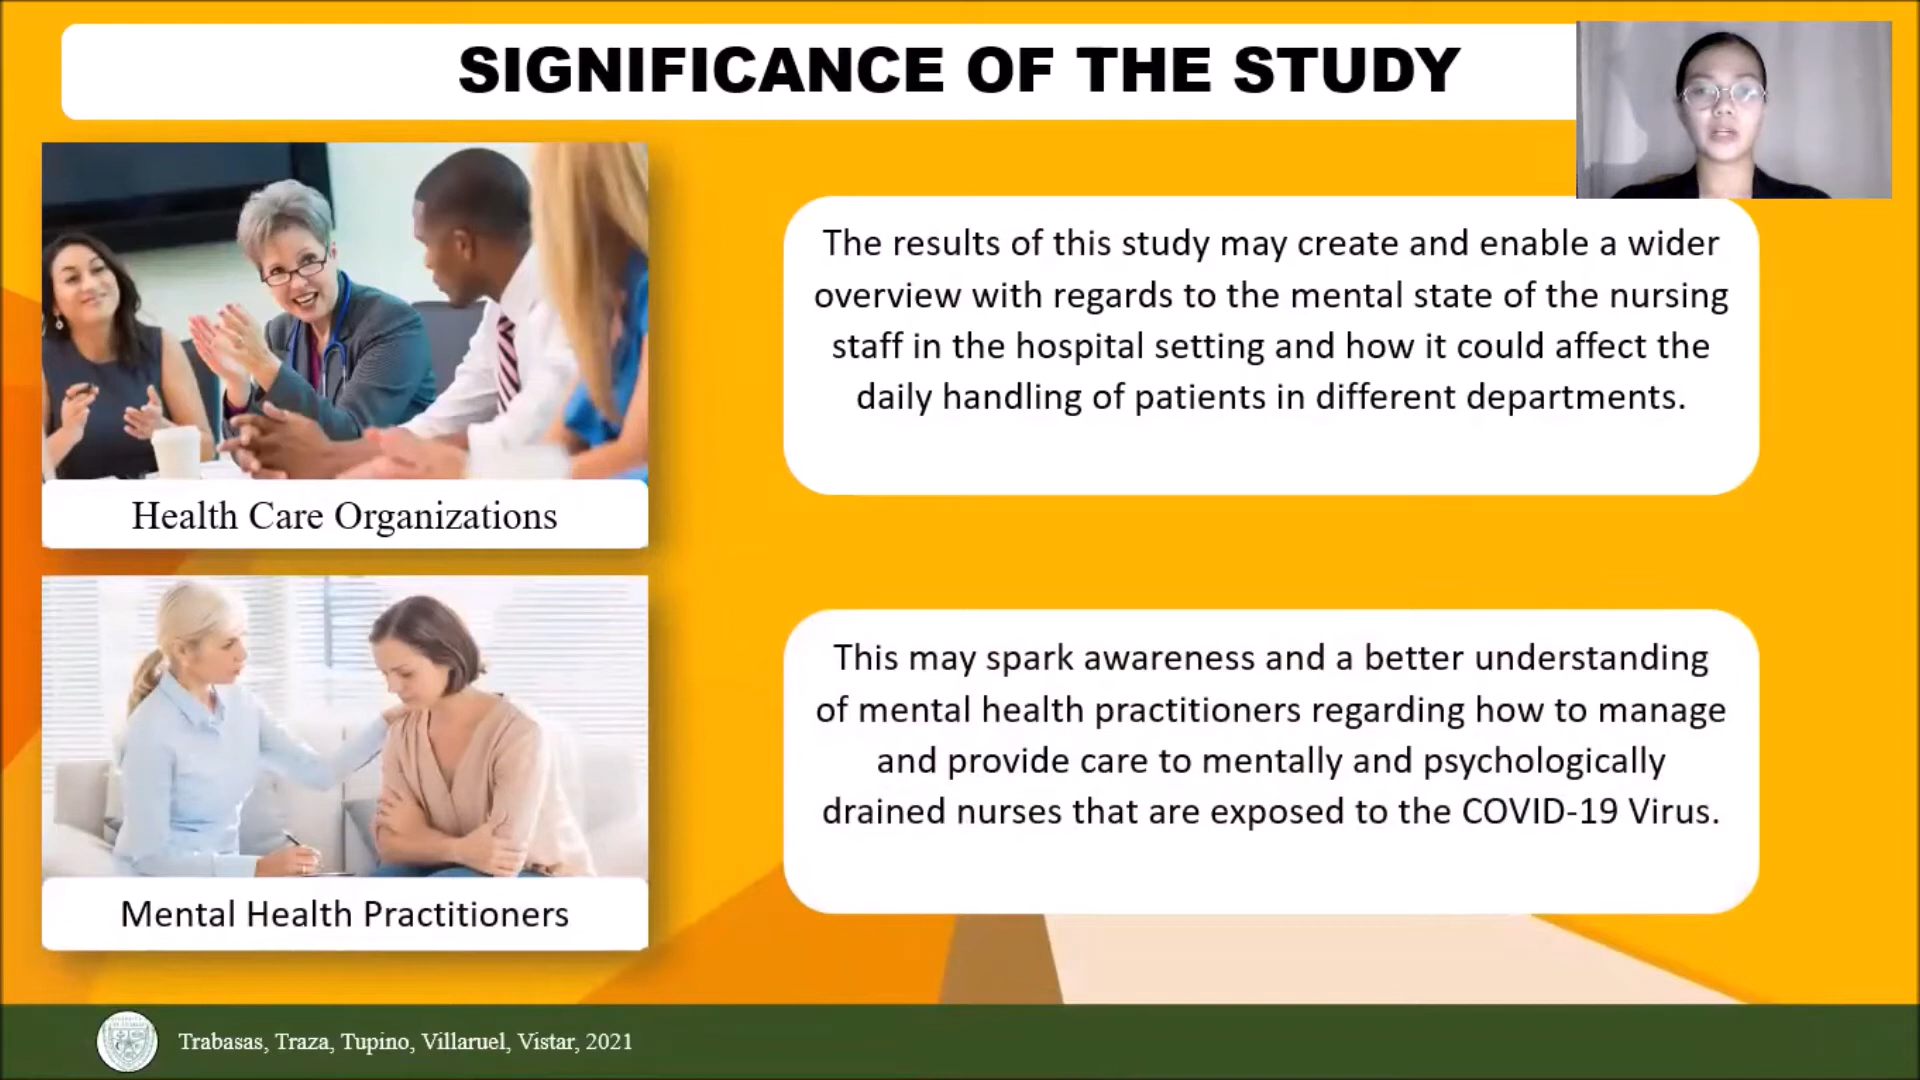 SIGNIFICANCE OF THE STUDY
The results of this study may create and enable a wider
overview with regards to the mental state of the nursing
staff in the hospital setting and how it could affect the
daily handling of patients in different departments.
Health Care Organizations
This may spark awareness and a better understanding
of mental health practitioners regarding how to manage
and provide care to mentally and psychologically
drained nurses that are exposed to the COVID-19 Virus.
Mental Health Practitioners
Trabasas, Traza, Tupino, Villaruel, Vistar, 2021